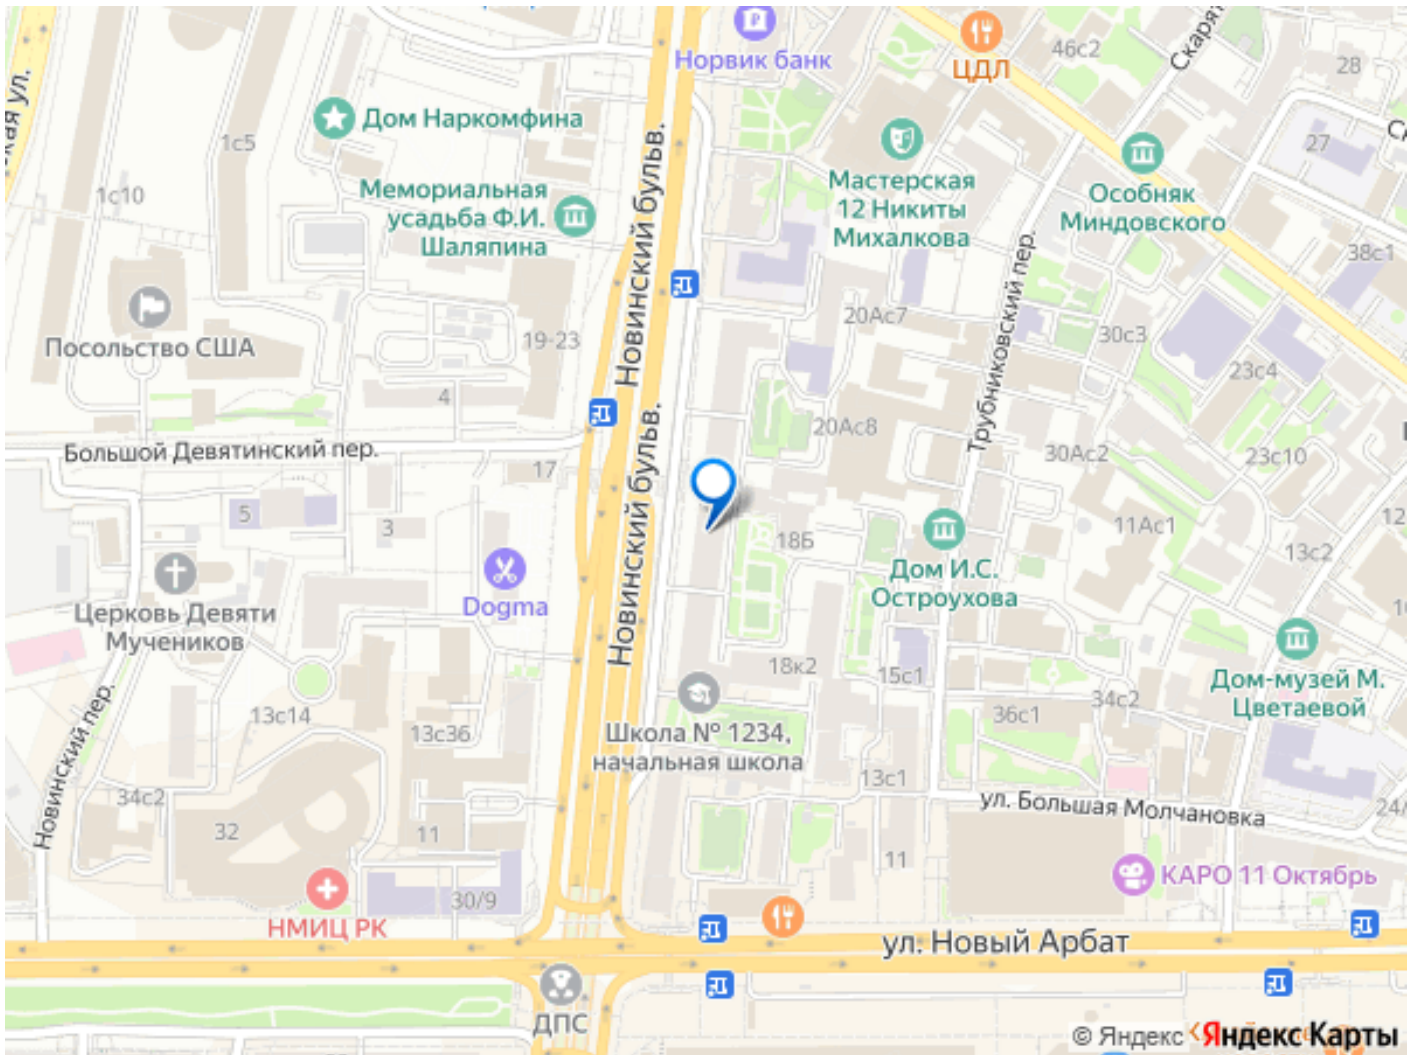 Норвик банк
ЦДЛ
46с2
28
Дом Наркомфина
1с5
27
1с10
Мемориальная
усадьба Ф.И.
Шаляпина
Мастерская
12 Никиты
Михалкова
Особняк
Миндовского
38с1
Новинский бульв.
Трубниковский пер.
Посольство США
19-23
20Ас7
30с3
23с4
4
Большой Девятинский пер.
20Ас8
30Ас2
23с10
17
Новинский бульв.
5
3
18Б
11Ас1
13с2
Церковь Девяти
Мучеников
Dogma
Дом И.С.
Остроухова
18к2
15с1
34с2
36с1
Дом-музей М.
Цветаевой
Новинский пер.
13с14
13с36
Школа № 1234,
начальная школа
13с1
34с2
32
11
ул. Большая Молчановка
24/
11
КАРО 11 Октябрь
30/9
НМИЦ РК
ул. Новый Арбат
ДПС
© Яндекс
Яндекс Карты